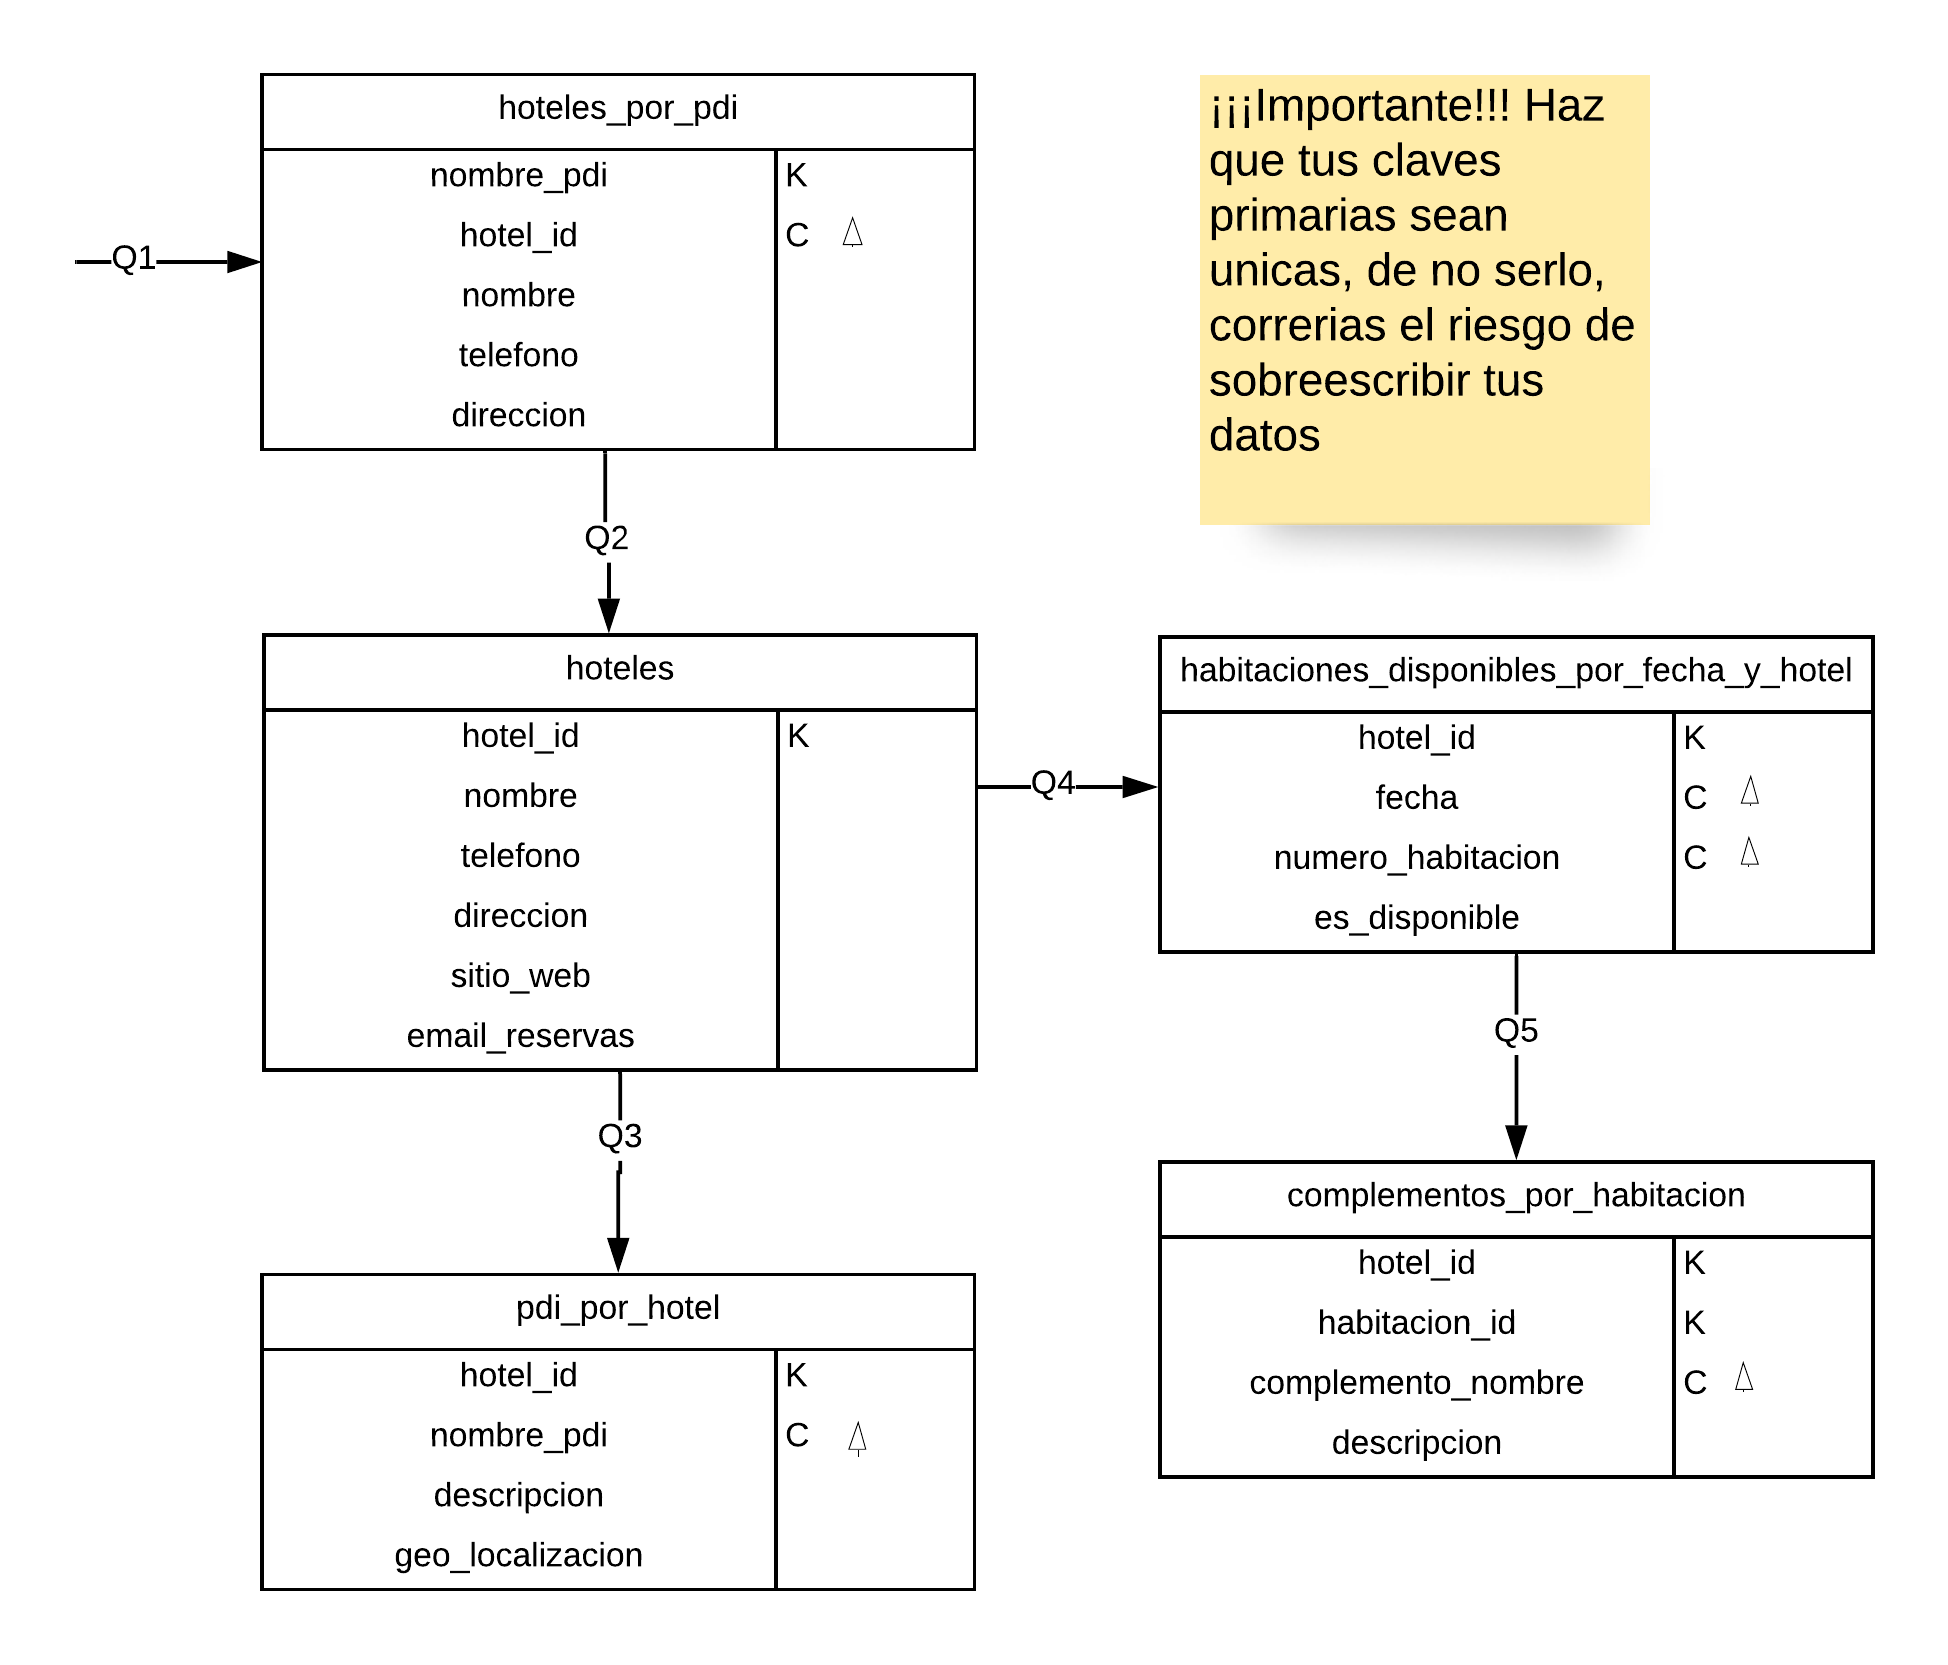 hoteles_por_pdi
nombre_pdi K
hotel_id C
nombre
telefono
direccion
Q1
¡¡¡Importante!!! Haz
que tus claves
primarias sean
unicas, de no serlo,
correrias el riesgo de
sobreescribir tus
datos
Q2
hoteles
hotel_id K
nombre
telefono
direccion
sitio_web
email_reservas
Q4
habitaciones_disponibles_por_fecha_y_hotel
hotel_id K
fecha C
numero_habitacion C
es_disponible
Q3
Q5
pdi_por_hotel
hotel_id K
nombre_pdi C
descripcion
geo_localizacion
complementos_por_habitacion
hotel_id K
habitacion_id K
complemento_nombre C
descripcion